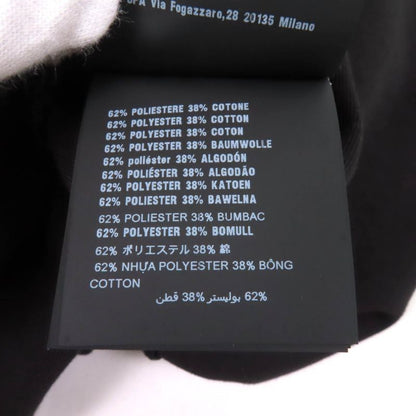 SPA Via Fogazzaro,28 20135 Milano
62% POLIESTERE 38% COTONE
62% POLYESTER 38% COTTON
62% POLYESTER 38% COTON
62% POLYESTER 38% BAUMWOLLE
62% poliéster 38% ALGODÓN
62% POLIÉSTER 38% ALGODÃO
62% POLYESTER 38% KATOEN
62% POLYESTER 38% BAWELNA
62% POLIESTER 38% BUMBAC
62% POLYESTER 38% BOMULL
62% ポリエステル 38% 綿
62% NHỰA POLYESTER 38% BÔNG
COTTON
62% بوليستر 38% قطن